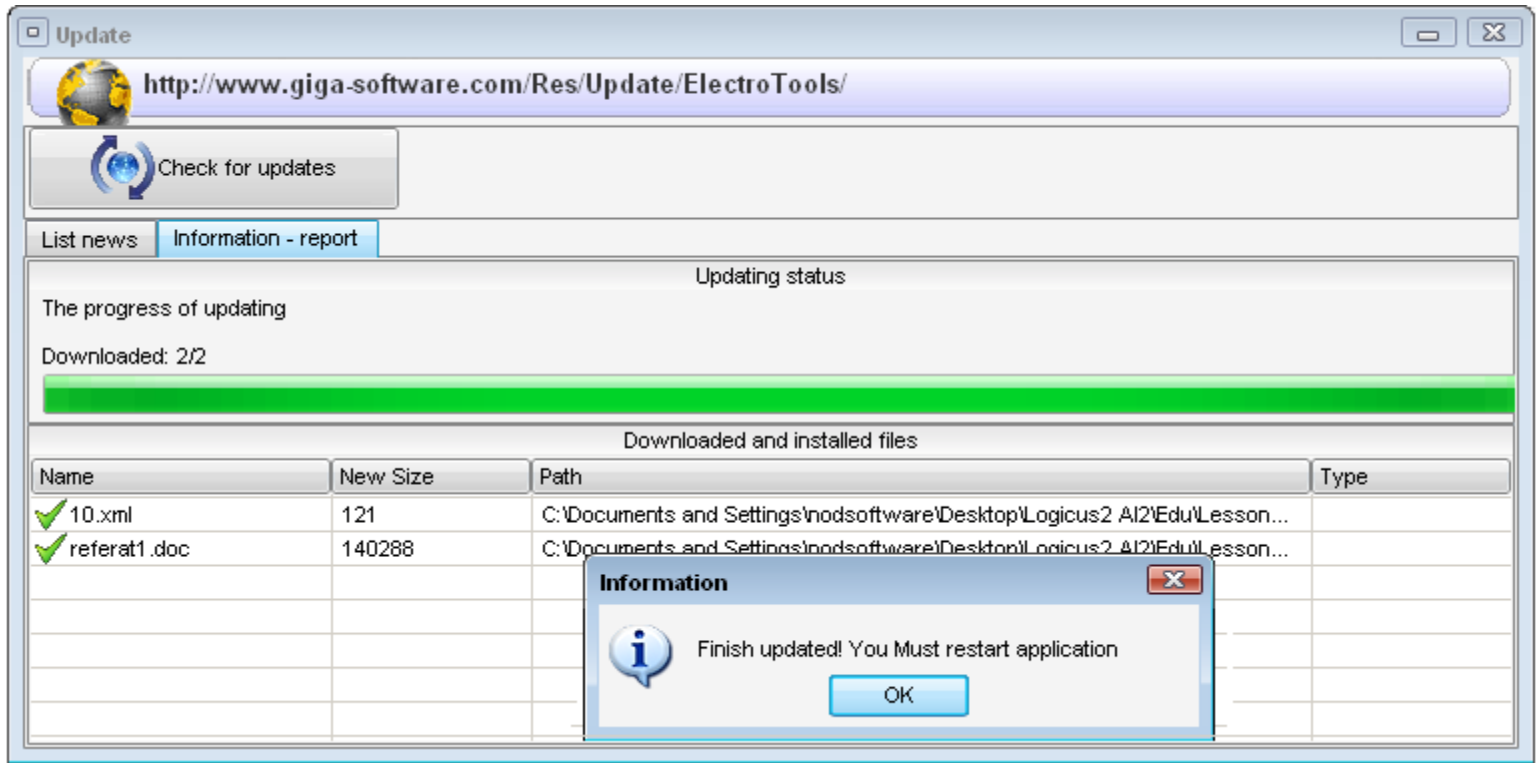 Update
http://www.giga-software.com/Res/Update/ElectroTools/
Check for updates
List news Information - report
Updating status
The progress of updating
Downloaded: 2/2
Downloaded and installed files
Name New Size Path Type
10.xml 121 C:\Documents and Settings\nodsoftware\Desktop\Logicus2 AI2\Edu\Lesson...
referat1.doc 140288 C:\Documents and Settings\nodsoftware\Desktop\Logicus2 AI2\Edu\Lesson...
Information
Finish updated! You Must restart application
OK